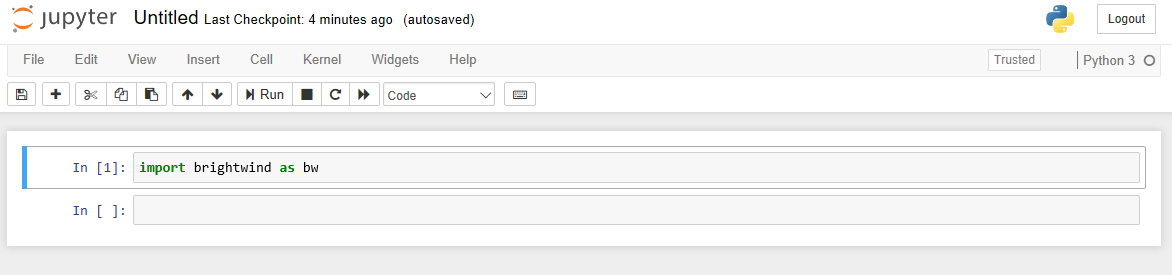 jupyter Untitled Last Checkpoint: 4 minutes ago (autosaved) Logout
File Edit View Insert Cell Kernel Widgets Help Trusted Python 3
Run Code
In [1]: import brightwind as bw
In [ ]: